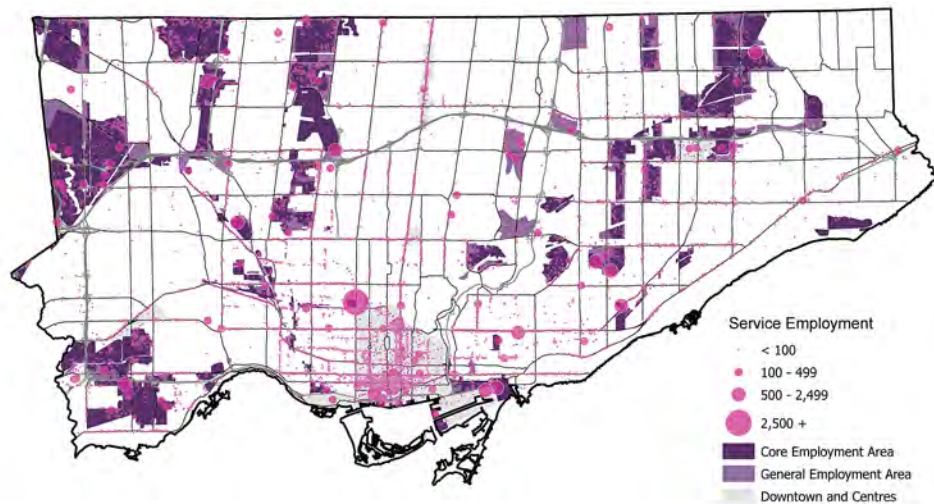 Service Employment
< 100
100 - 499
500 - 2,499
2,500 +
Core Employment Area
General Employment Area
Downtown and Centres